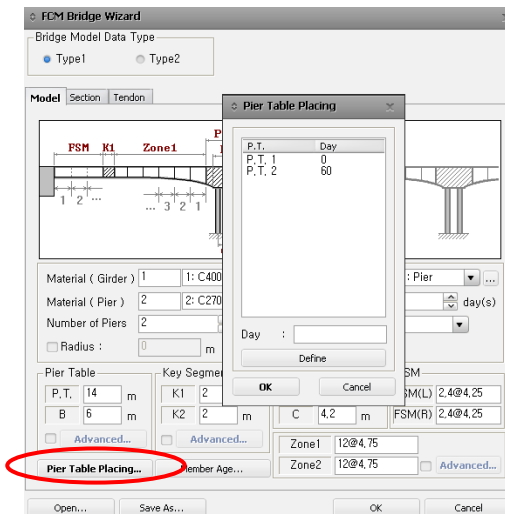 FCM Bridge Wizard
Bridge Model Data Type
Type1 Type2
Model Section Tendon
FSM K1 Zone1 P
1 2 ... ... 3 2 1
Pier Table Placing
P.T. Day
P.T. 1 0
P.T. 2 60
Day :
Define
OK Cancel
Material ( Girder ) 1 1: C400 : Pier ...
Material ( Pier ) 2 2: C270 day(s)
Number of Piers 2
Radius : 0 m
Pier Table Key Segmen SM
P.T. 14 m K1 2 SM(L) 2,4@4,25
B 6 m K2 2 m C 4,2 m FSM(R) 2,4@4,25
Advanced... Advanced...
Zone1 12@4,75
Zone2 12@4,75 Advanced...
Pier Table Placing... Member Age...
Open... Save As... OK Cancel